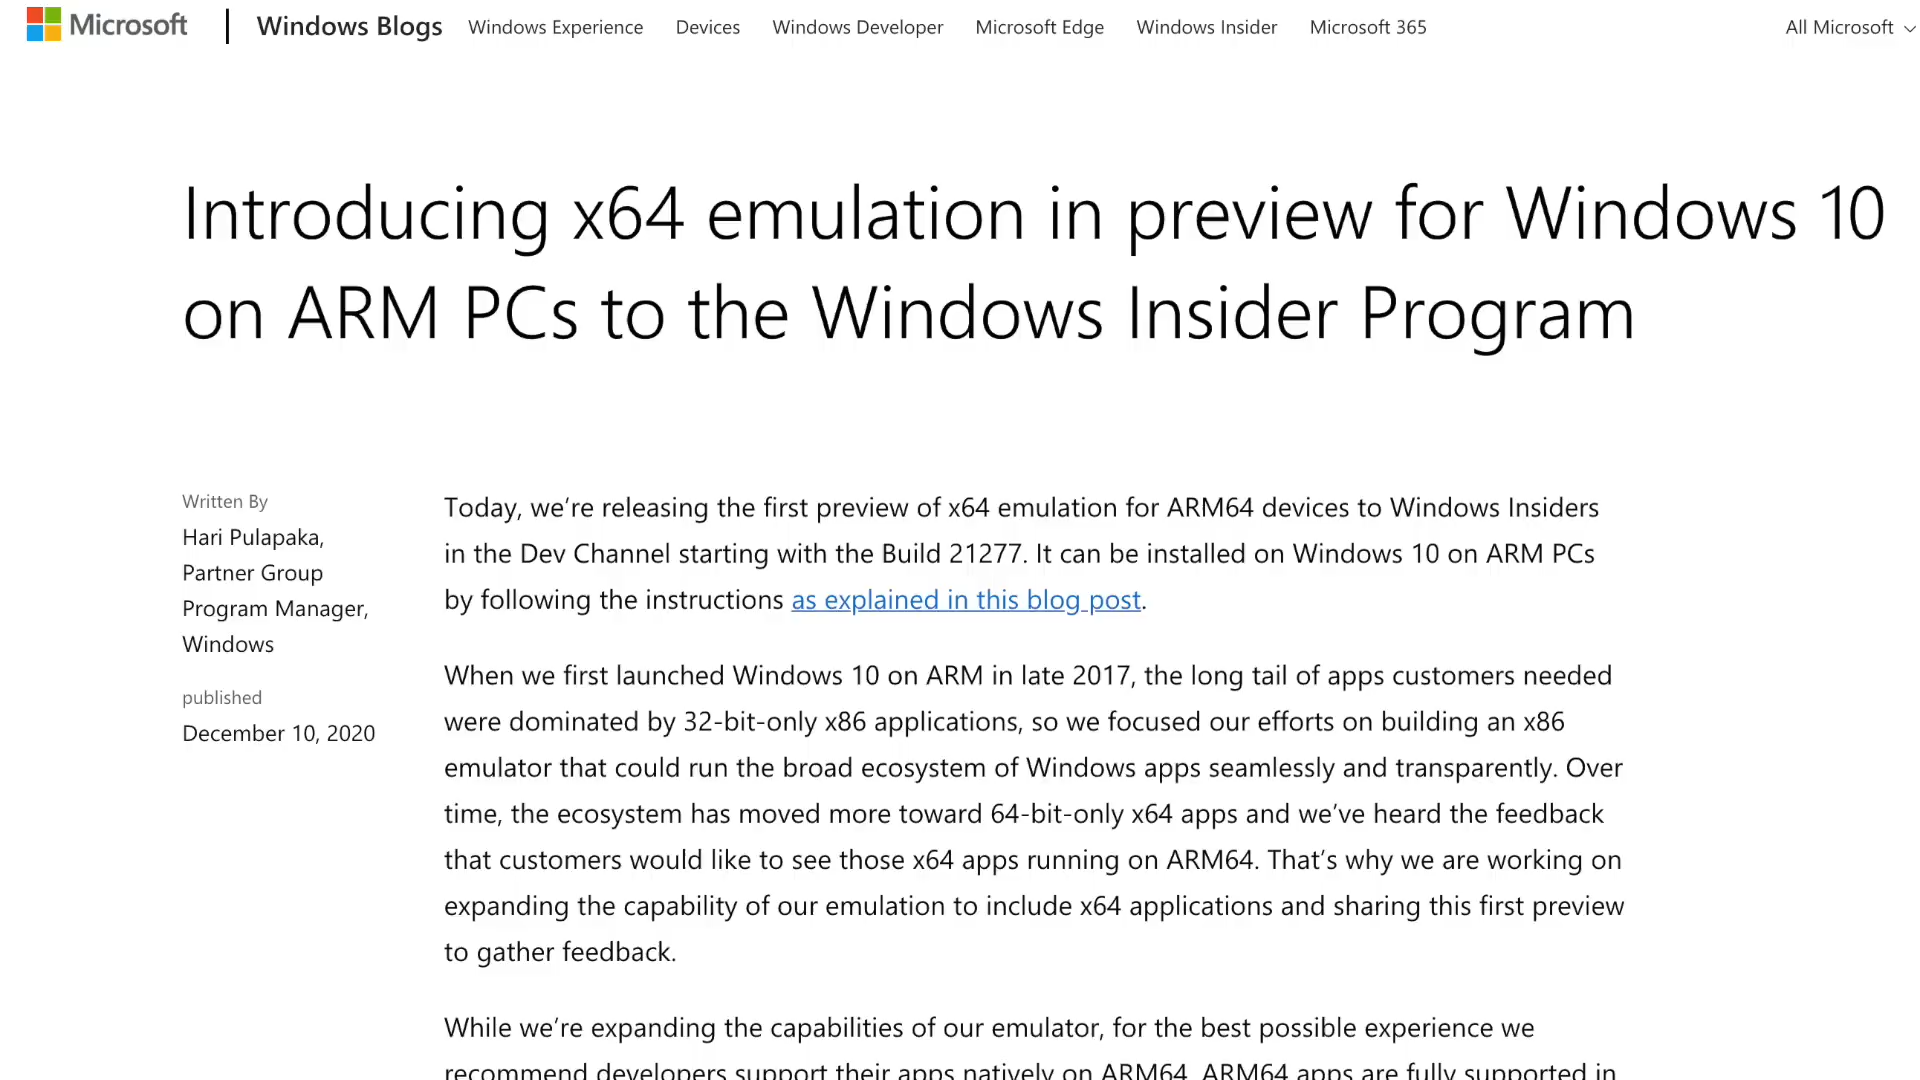 Microsoft
Windows Blogs
Windows Experience
Devices
Windows Developer
Microsoft Edge
Windows Insider
Microsoft 365
All Microsoft
Introducing x64 emulation in preview for Windows 10
on ARM PCs to the Windows Insider Program
Written By
Hari Pulapaka,
Partner Group
Program Manager,
Windows
published
December 10, 2020
Today, we’re releasing the first preview of x64 emulation for ARM64 devices to Windows Insiders
in the Dev Channel starting with the Build 21277. It can be installed on Windows 10 on ARM PCs
by following the instructions as explained in this blog post.
When we first launched Windows 10 on ARM in late 2017, the long tail of apps customers needed
were dominated by 32-bit-only x86 applications, so we focused our efforts on building an x86
emulator that could run the broad ecosystem of Windows apps seamlessly and transparently. Over
time, the ecosystem has moved more toward 64-bit-only x64 apps and we’ve heard the feedback
that customers would like to see those x64 apps running on ARM64. That’s why we are working on
expanding the capability of our emulation to include x64 applications and sharing this first preview
to gather feedback.
While we’re expanding the capabilities of our emulator, for the best possible experience we
recommend developers support their apps natively on ARM64. ARM64 apps are fully supported in